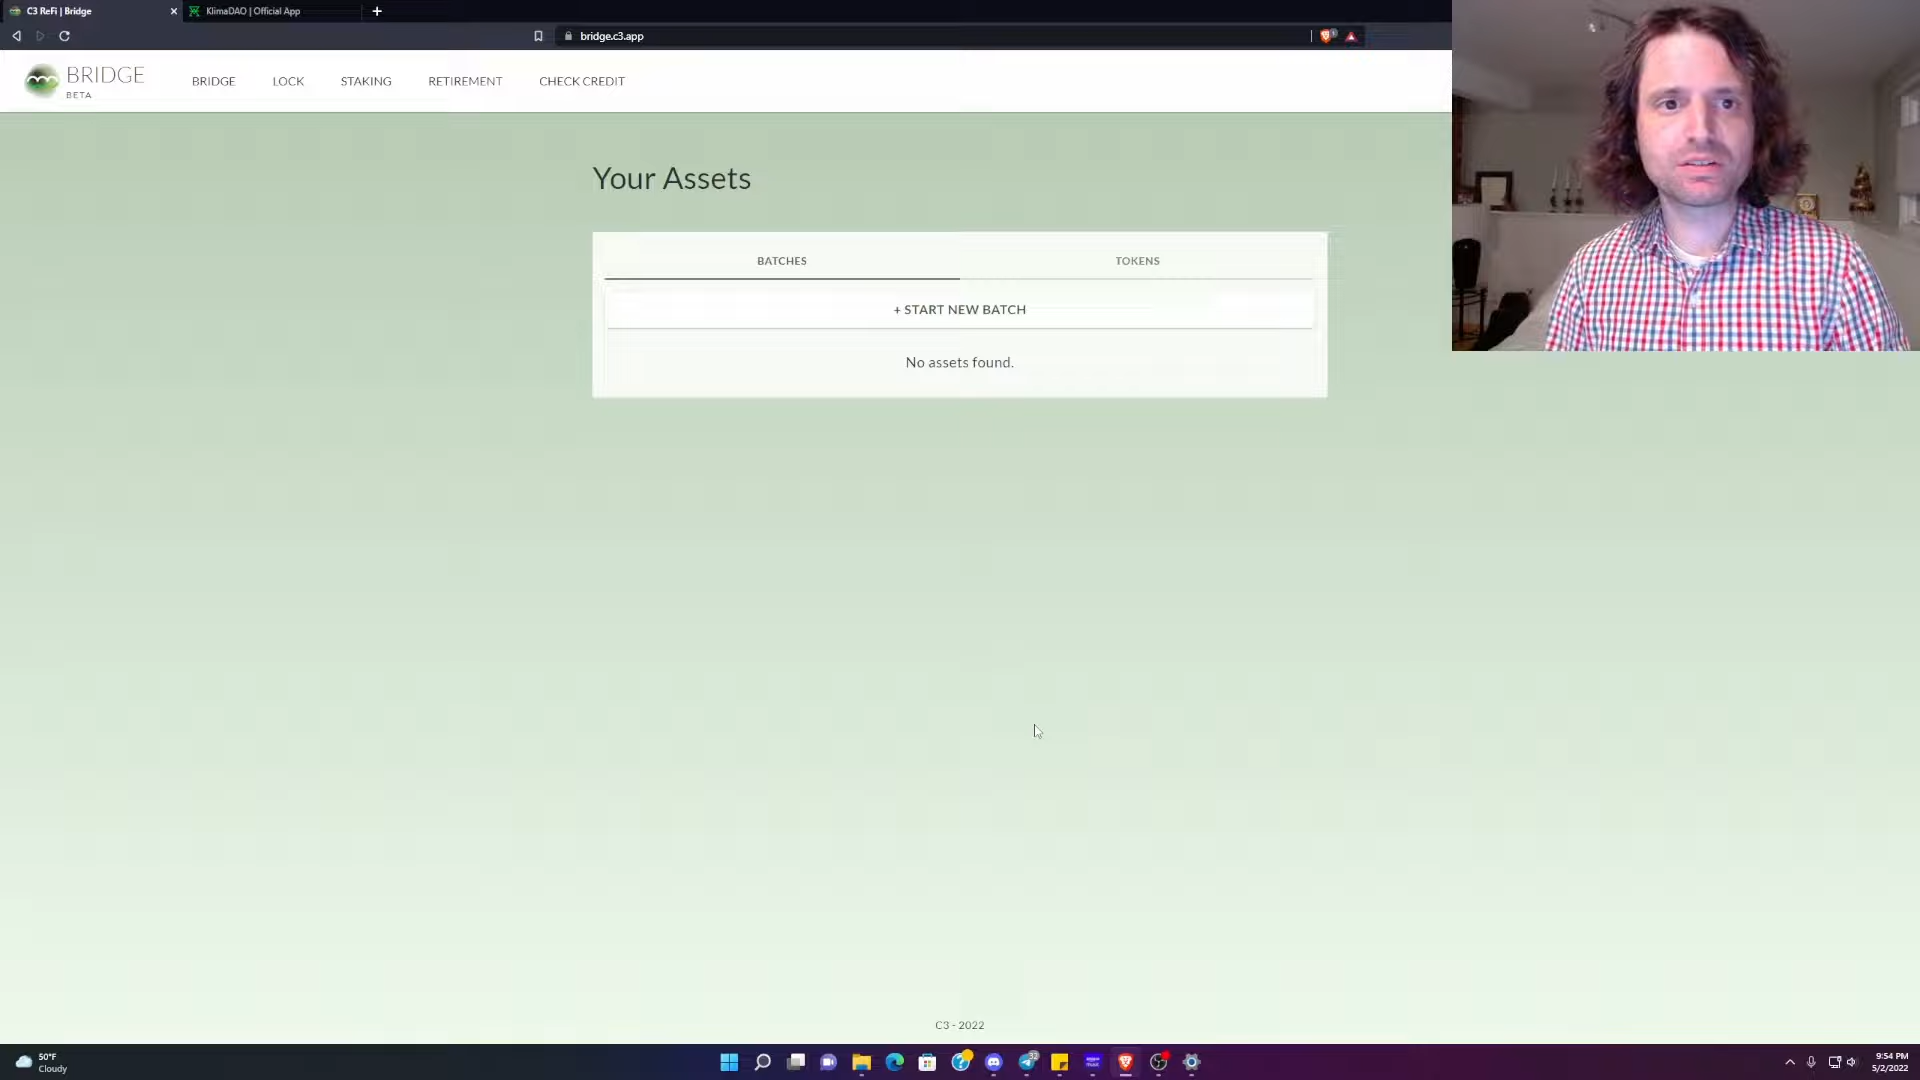 C3 ReFi | Bridge
KlimaDAO | Official App
bridge.c3.app
BRIDGE
BETA
BRIDGE
LOCK
STAKING
RETIREMENT
CHECK CREDIT
Your Assets
BATCHES
TOKENS
+ START NEW BATCH
No assets found.
C3 - 2022
50°F
Cloudy
32
9:54 PM
5/2/2022